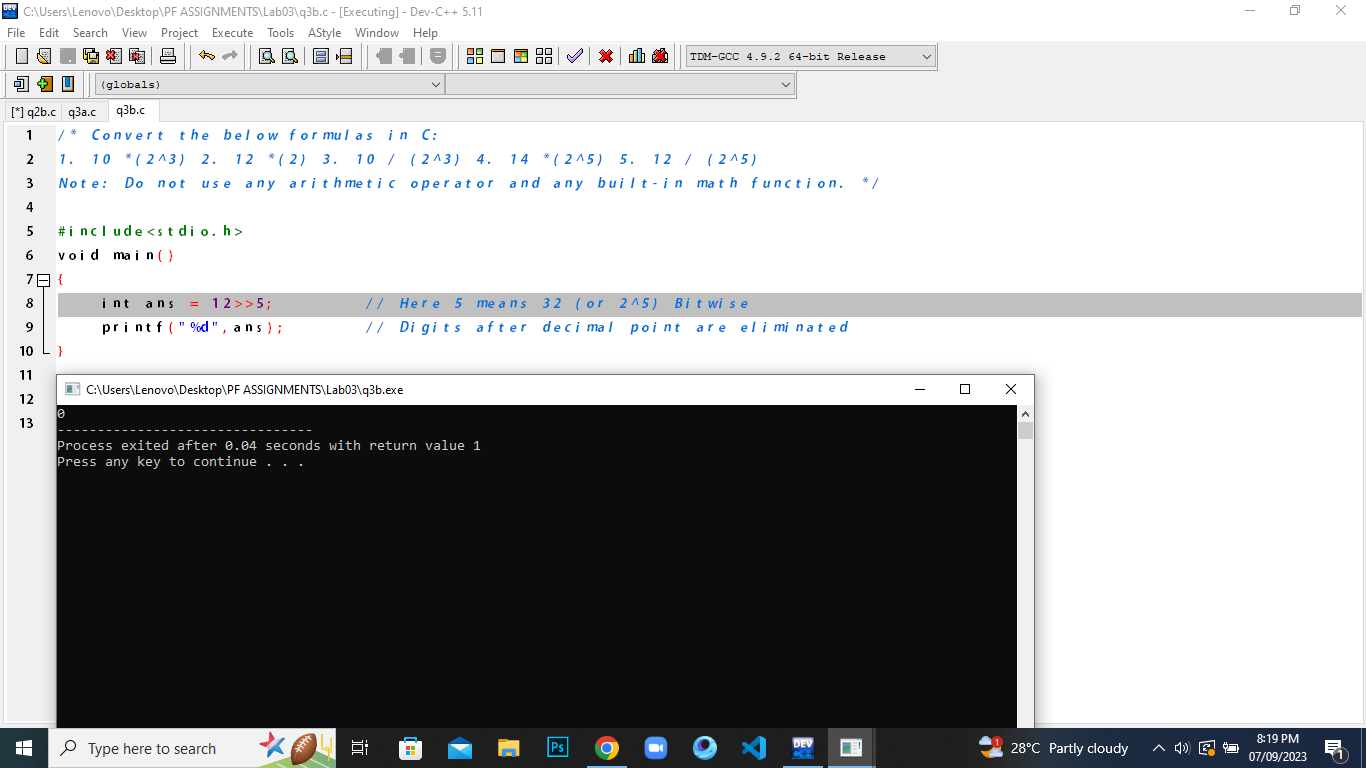 C:\Users\Lenovo\Desktop\PF ASSIGNMENTS\Lab03\q3b.c - [Executing] - Dev-C++ 5.11
File Edit Search View Project Execute Tools AStyle Window Help
TDM-GCC 4.9.2 64-bit Release
(globals)
[*] q2b.c q3a.c q3b.c
1 /* Convert the below formulas in C:
2 1. 10 *(2^3) 2. 12 *(2) 3. 10 / (2^3) 4. 14 *(2^5) 5. 12 / (2^5)
3 Note: Do not use any arithmetic operator and any built-in math function. */
4
5 #include<stdio.h>
6 void main()
7 {
8 int ans = 12>>5; // Here 5 means 32 (or 2^5) Bitwise
9 printf("%d",ans); // Digits after decimal point are eliminated
10 }
11
12
13
C:\Users\Lenovo\Desktop\PF ASSIGNMENTS\Lab03\q3b.exe
0
--------------------------------
Process exited after 0.04 seconds with return value 1
Press any key to continue . . .
Type here to search
Ps
DEV
1
28°C Partly cloudy
8:19 PM
07/09/2023
1